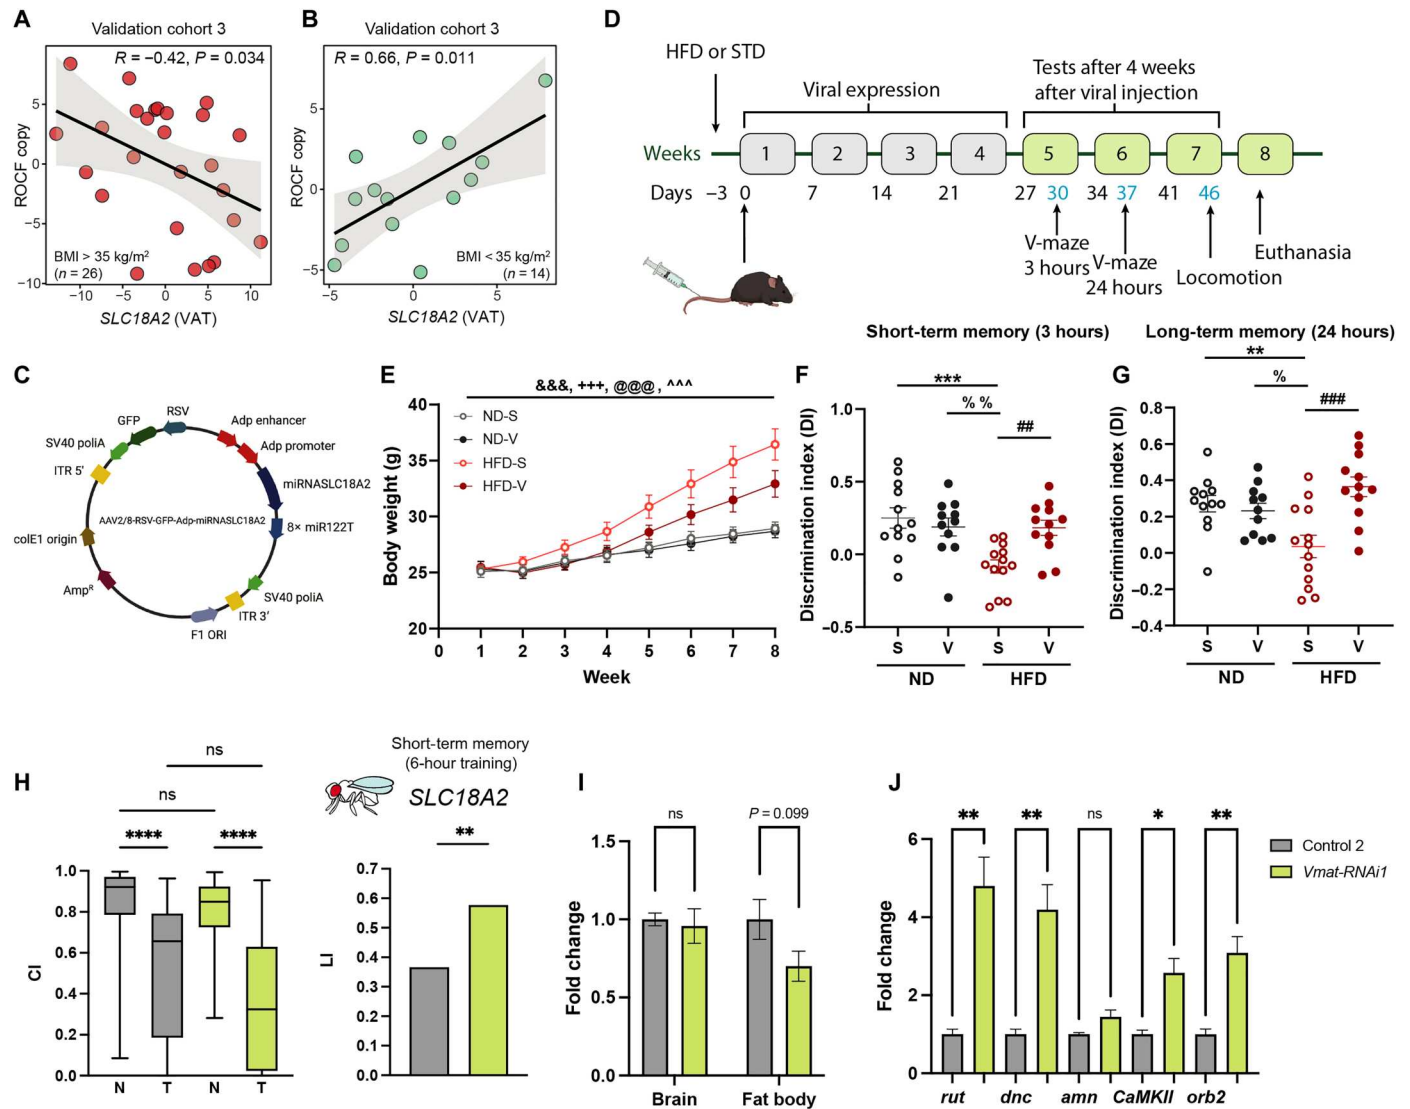 A
Validation cohort 3
R = −0.42, P = 0.034
ROCF copy
5
0
−5
−10
BMI > 35 kg/m²
(n = 26)
−10 −5 0 5 10
SLC18A2 (VAT)
B
Validation cohort 3
R = 0.66, P = 0.011
ROCF copy
5
0
−5
BMI < 35 kg/m²
(n = 14)
−5 0 5
SLC18A2 (VAT)
D
HFD or STD
Viral expression
Tests after 4 weeks
after viral injection
Weeks 1 2 3 4 5 6 7 8
Days −3 0 7 14 21 27 30 34 37 41 46
V-maze
3 hours
V-maze
24 hours
Locomotion
Euthanasia
C
RSV
GFP
Adp enhancer
SV40 poliA
Adp promoter
ITR 5′
miRNASLC18A2
AAV2/8-RSV-GFP-Adp-miRNASLC18A2
8× miR122T
colE1 origin
Ampᴿ
SV40 poliA
ITR 3′
F1 ORI
E
&&&, +++, @@@, ^^^
ND-S
ND-V
HFD-S
HFD-V
Body weight (g)
40
35
30
25
20
0 1 2 3 4 5 6 7 8
Week
F
Short-term memory (3 hours)
***
% %
##
Discrimination index (DI)
1.0
0.5
0.0
−0.5
S V S V
ND HFD
G
Long-term memory (24 hours)
**
%
###
Discrimination index (DI)
0.8
0.6
0.4
0.2
0.0
−0.2
−0.4
S V S V
ND HFD
H
ns
ns
**** ****
CI
1.0
0.8
0.6
0.4
0.2
0.0
N T N T
Short-term memory
(6-hour training)
SLC18A2
**
LI
0.7
0.6
0.5
0.4
0.3
0.2
0.1
0.0
I
ns P = 0.099
Fold change
1.5
1.0
0.5
0.0
Brain Fat body
J
** ** ns * **
Fold change
6
4
2
0
rut dnc amn CaMKII orb2
Control 2
Vmat-RNAi1